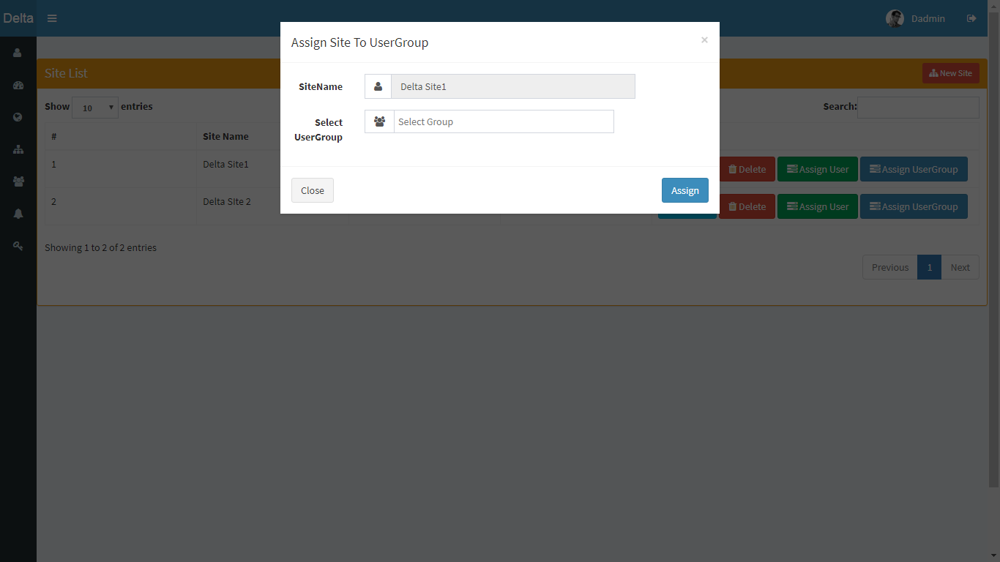 Delta
Dadmin
Assign Site To UserGroup
×
SiteName
Delta Site1
Select
UserGroup
Select Group
Close
Assign
Site List
New Site
Show 10 entries
Search:
# Site Name
1 Delta Site1 Delete Assign User Assign UserGroup
2 Delta SIte 2 Delete Assign User Assign UserGroup
Showing 1 to 2 of 2 entries
Previous 1 Next